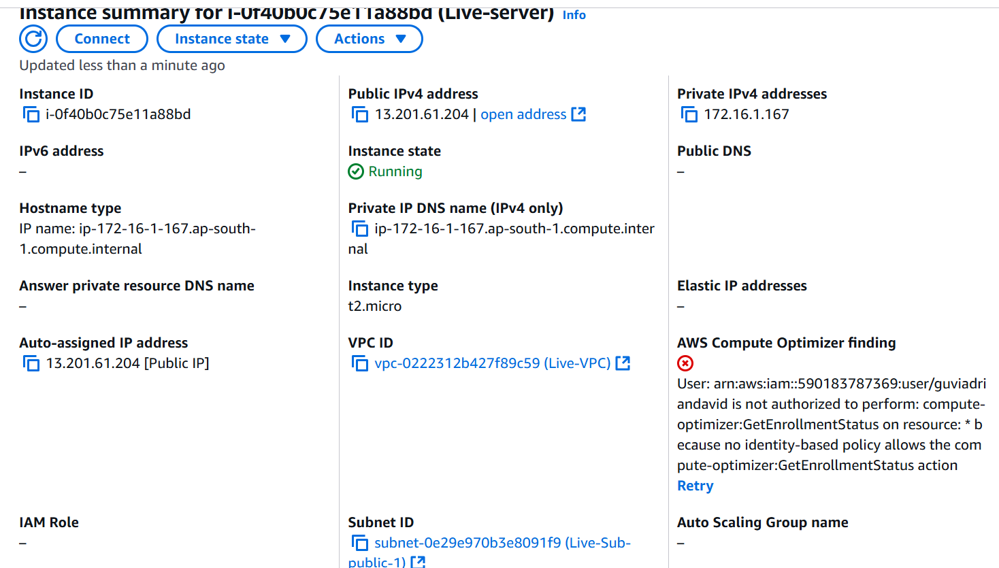 Instance summary for i-0f40b0c75e11a88bd (Live-server) Info
Connect Instance state Actions
Updated less than a minute ago
Instance ID
i-0f40b0c75e11a88bd
Public IPv4 address
13.201.61.204 | open address
Private IPv4 addresses
172.16.1.167
IPv6 address
–
Instance state
Running
Public DNS
–
Hostname type
IP name: ip-172-16-1-167.ap-south-
1.compute.internal
Private IP DNS name (IPv4 only)
ip-172-16-1-167.ap-south-1.compute.inter
nal
Answer private resource DNS name
–
Instance type
t2.micro
Elastic IP addresses
–
Auto-assigned IP address
13.201.61.204 [Public IP]
VPC ID
vpc-0222312b427f89c59 (Live-VPC)
AWS Compute Optimizer finding
User: arn:aws:iam::590183787369:user/guviadri
andavid is not authorized to perform: compute-
optimizer:GetEnrollmentStatus on resource: * b
ecause no identity-based policy allows the com
pute-optimizer:GetEnrollmentStatus action
Retry
IAM Role
–
Subnet ID
subnet-0e29e970b3e8091f9 (Live-Sub-
public-1)
Auto Scaling Group name
–